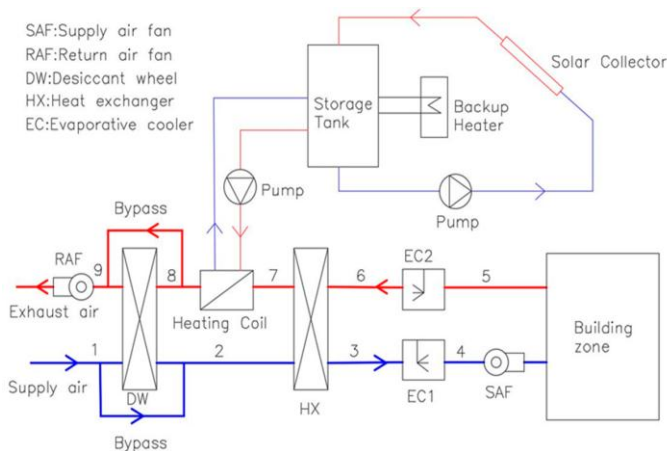 SAF:Supply air fan
RAF:Return air fan
DW:Desiccant wheel
HX:Heat exchanger
EC:Evaporative cooler
Solar Collector
Storage
Tank
Backup
Heater
Pump
Pump
Bypass
RAF
9
8
Heating Coil
7
6
EC2
5
Exhaust air
Building
zone
1
2
3
4
Supply air
DW
HX
EC1
SAF
Bypass